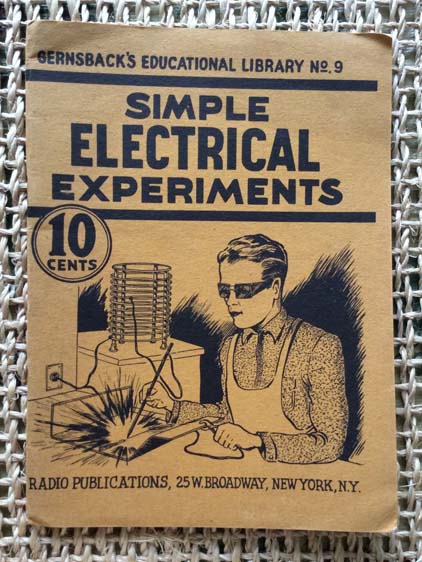 GERNSBACK'S EDUCATIONAL LIBRARY No. 9
SIMPLE
ELECTRICAL
EXPERIMENTS
10
CENTS
RADIO PUBLICATIONS, 25 W. BROADWAY, NEW YORK, N.Y.